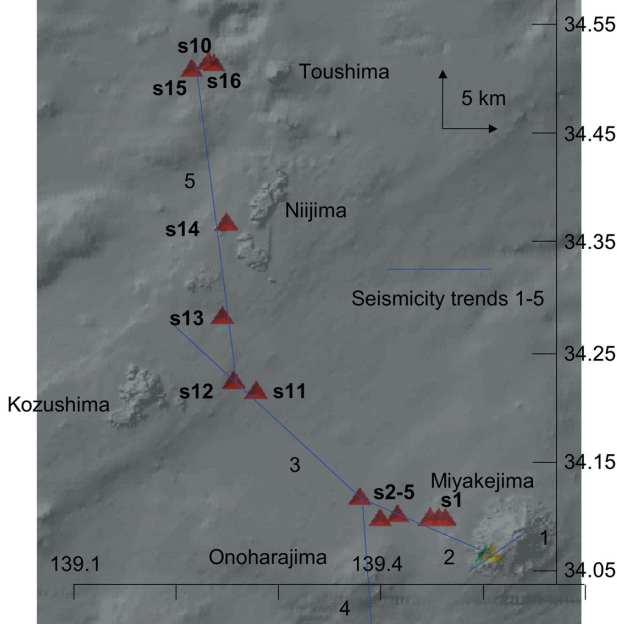 34.55
s10
s16
Toushima
s15
5 km
34.45
5
Niijima
s14
34.35
Seismicity trends 1-5
s13
34.25
s12
s11
Kozushima
3
34.15
Miyakejima
s2-5
s1
1
Onoharajima
139.4
2
139.1
34.05
4